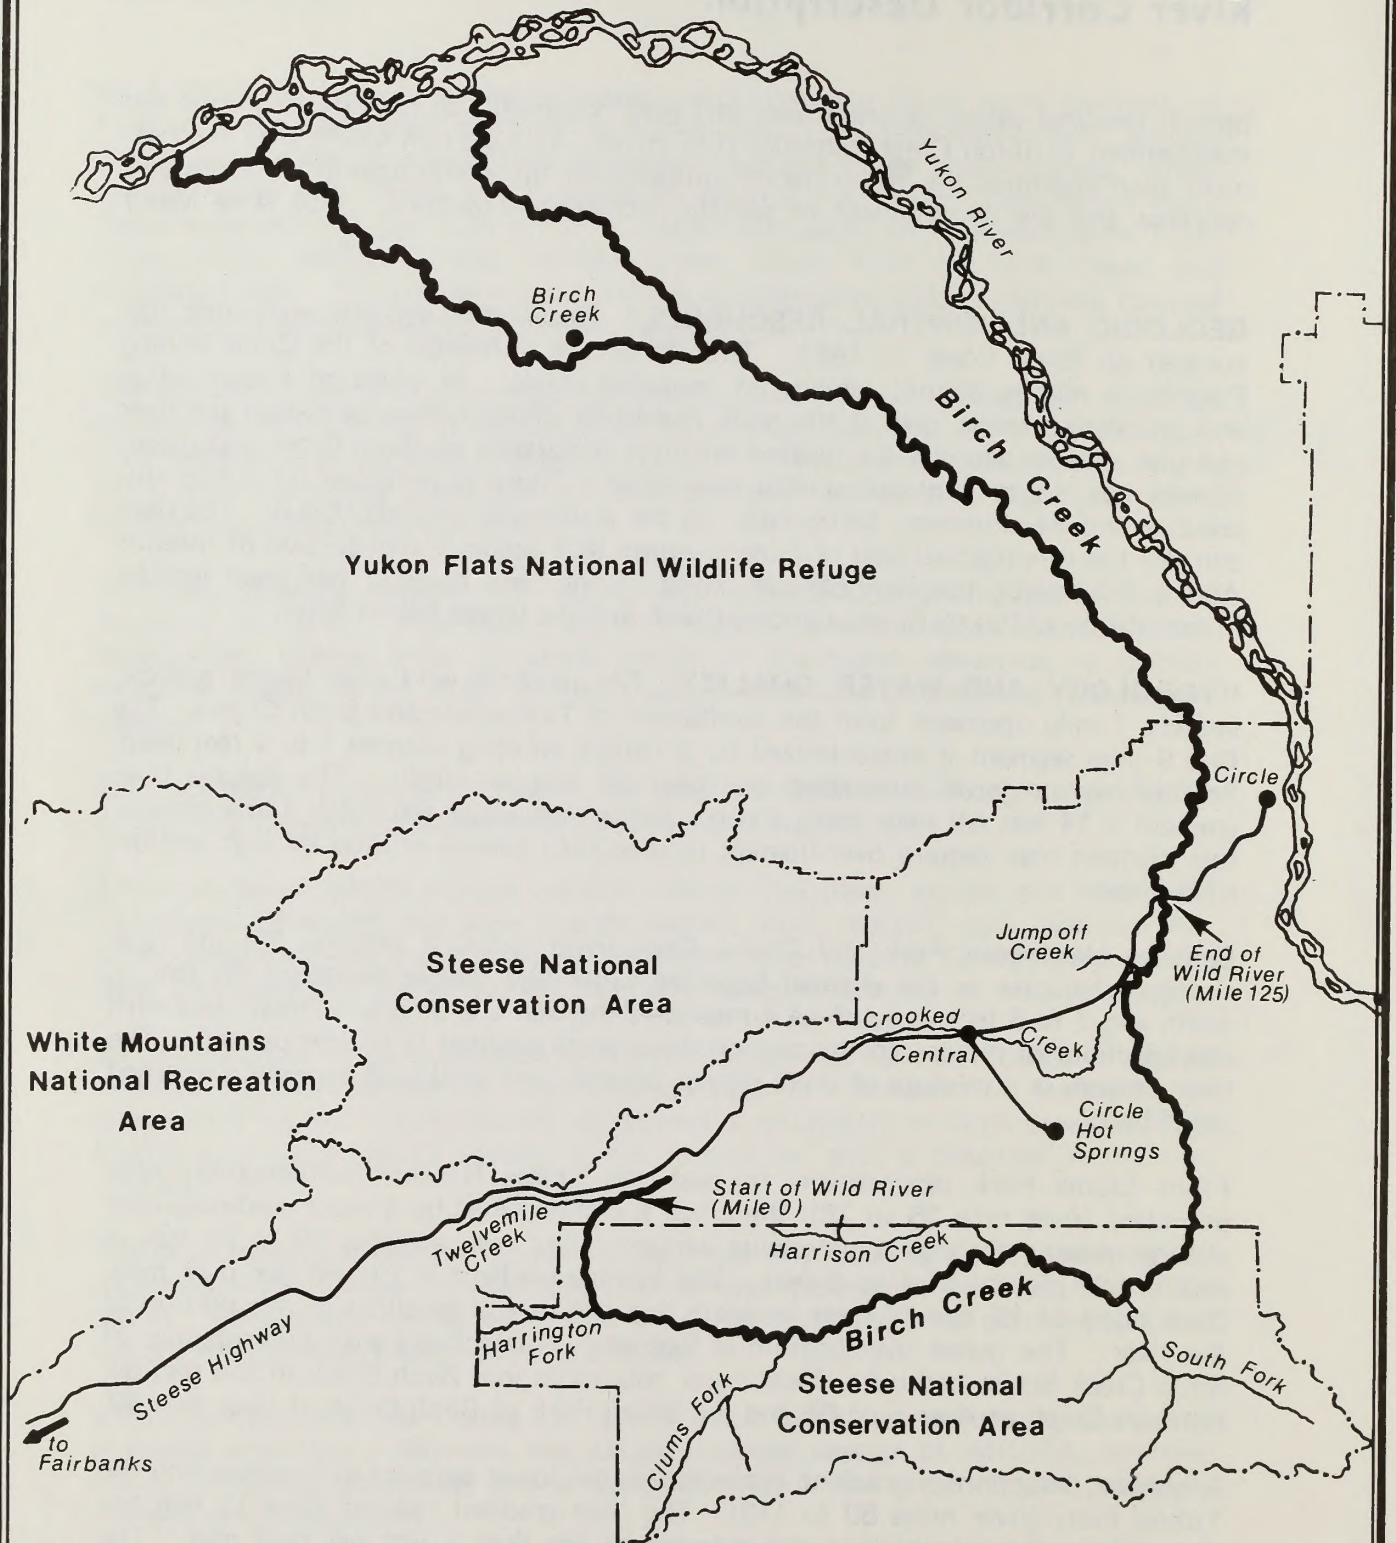 Yukon River
Birch
Creek
Birch Creek
Yukon Flats National Wildlife Refuge
Circle
Jump off
Creek
End of
Wild River
(Mile 125)
Steese National
Conservation Area
Crooked
Creek
Central
White Mountains
National Recreation
Area
Circle
Hot
Springs
Start of Wild River
(Mile 0)
Twelvemile
Creek
Harrison Creek
Birch Creek
Harrington
Fork
Steese Highway
South Fork
Steese National
Conservation Area
Clums Fork
to
Fairbanks